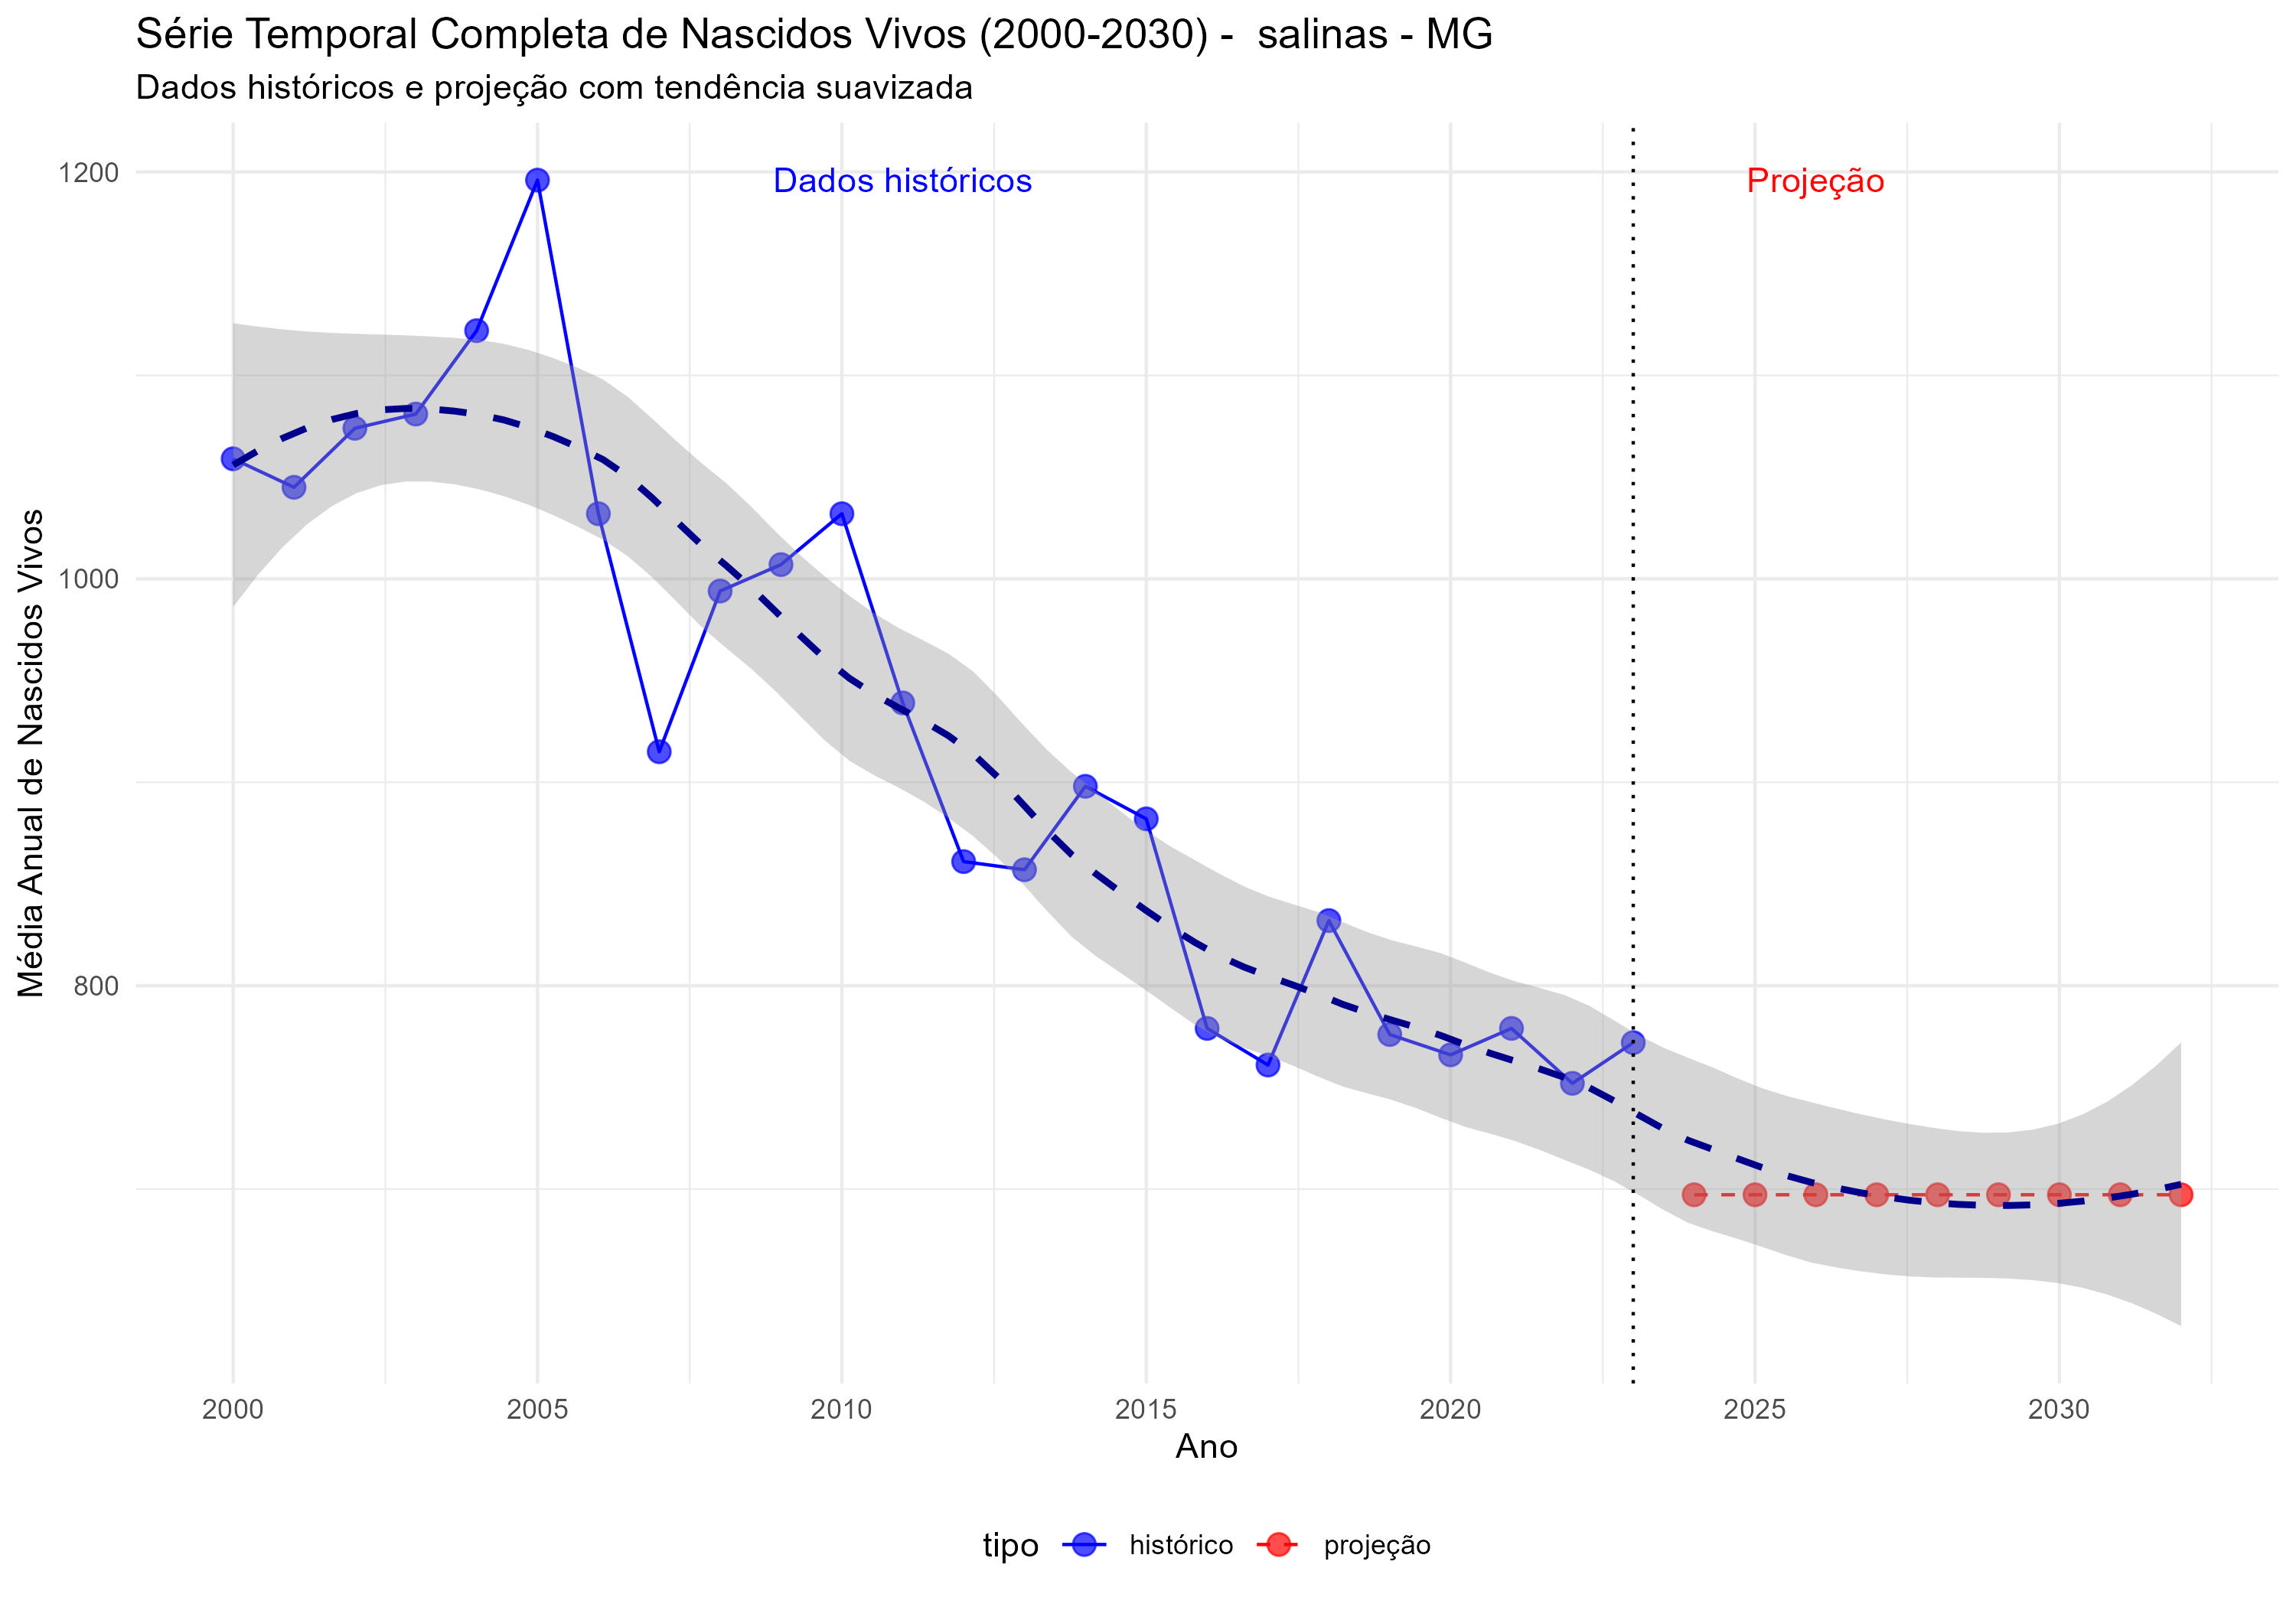 Série Temporal Completa de Nascidos Vivos (2000-2030) -  salinas - MG
Dados históricos e projeção com tendência suavizada
Dados históricos
Projeção
Média Anual de Nascidos Vivos
1200
1000
800
2000 2005 2010 2015 2020 2025 2030
Ano
tipo histórico projeção